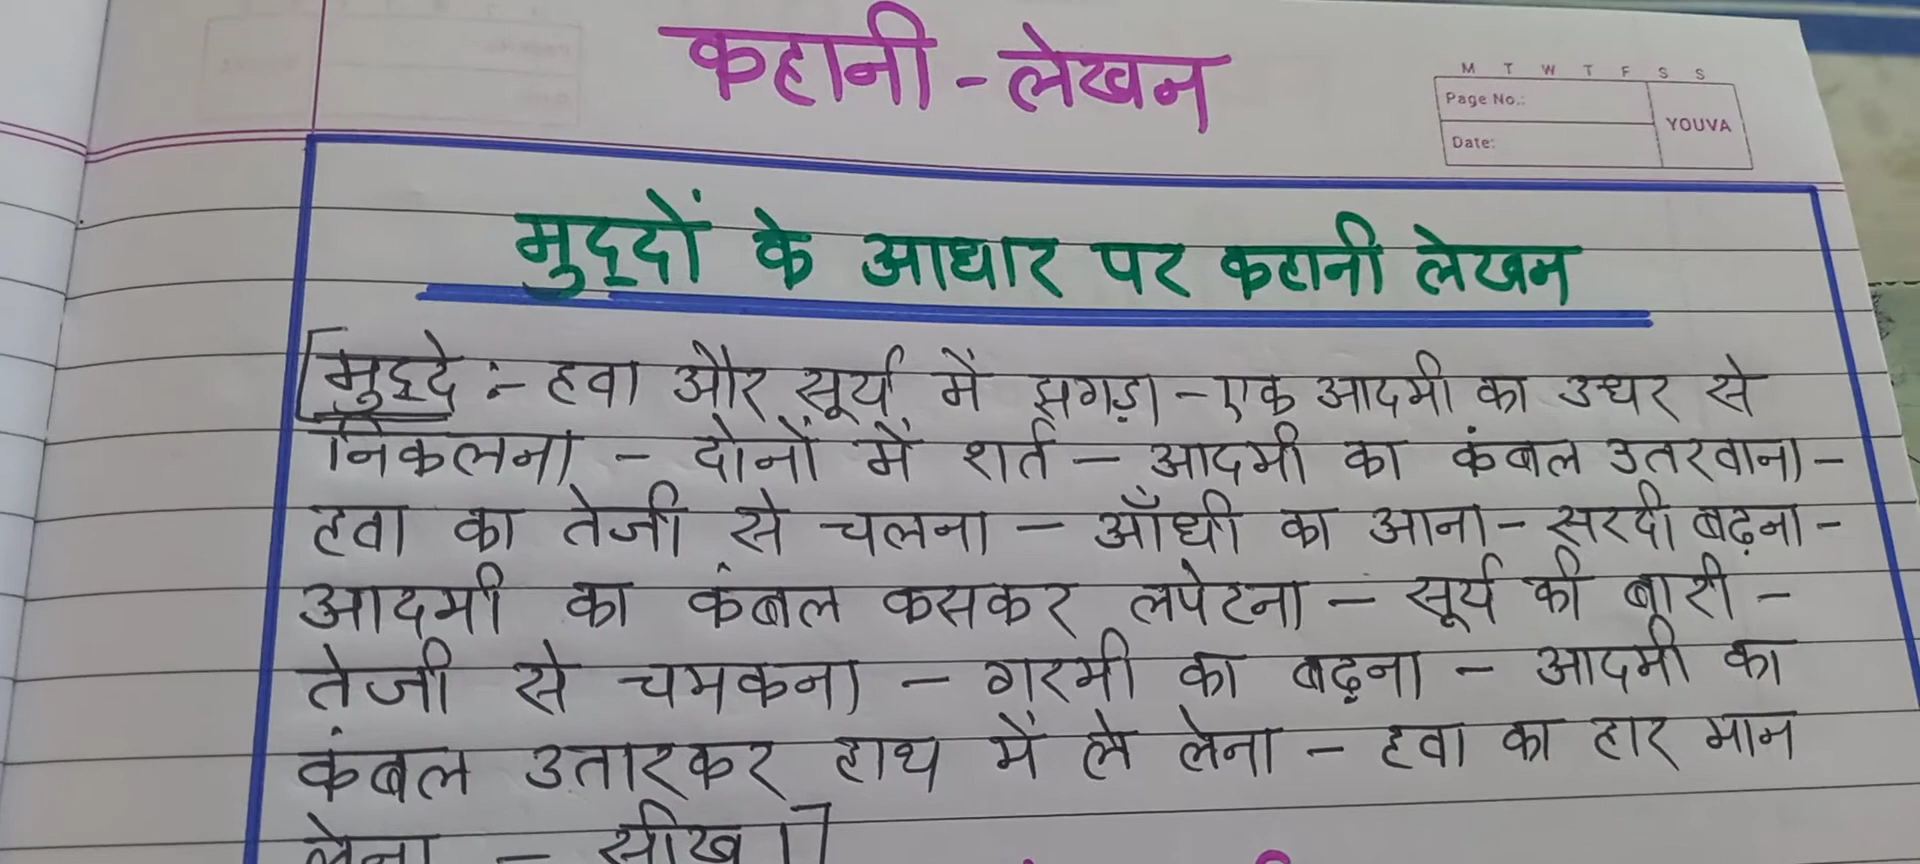 कहानी - लेखन
M T W T F S S
Page No.:
YOUVA
Date:
मुद्दों के आधार पर कहानी लेखन
[मुद्दे :- हवा और सूर्य में झगड़ा - एक आदमी का उधर से
निकलना - दोनों में शर्त - आदमी का कंबल उतरवाना -
हवा का तेजी से चलना - आँधी का आना - सरदी बढ़ना -
आदमी का कंबल कसकर लपेटना - सूर्य की बारी -
तेजी से चमकना - गरमी का बढ़ना - आदमी का
कंबल उतारकर हाथ में ले लेना - हवा का हार मान
लेना - सीख।]